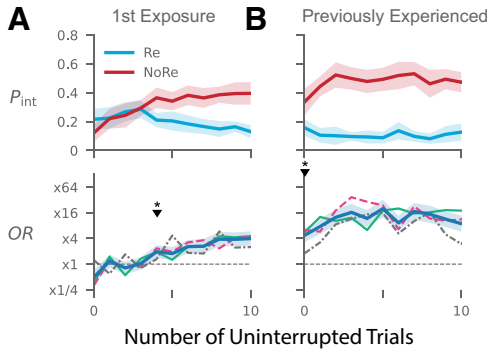 A 1st Exposure B Previously Experienced
0.8
Re
NoRe
0.6
Pint 0.4
0.2
0
* *
x64
x16
OR x4
x1
x1/4
0 10 0 10
Number of Uninterrupted Trials